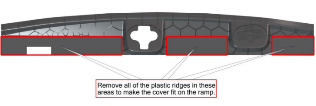 Remove all of the plastic ridges in these
areas to make the cover fit on the ramp.